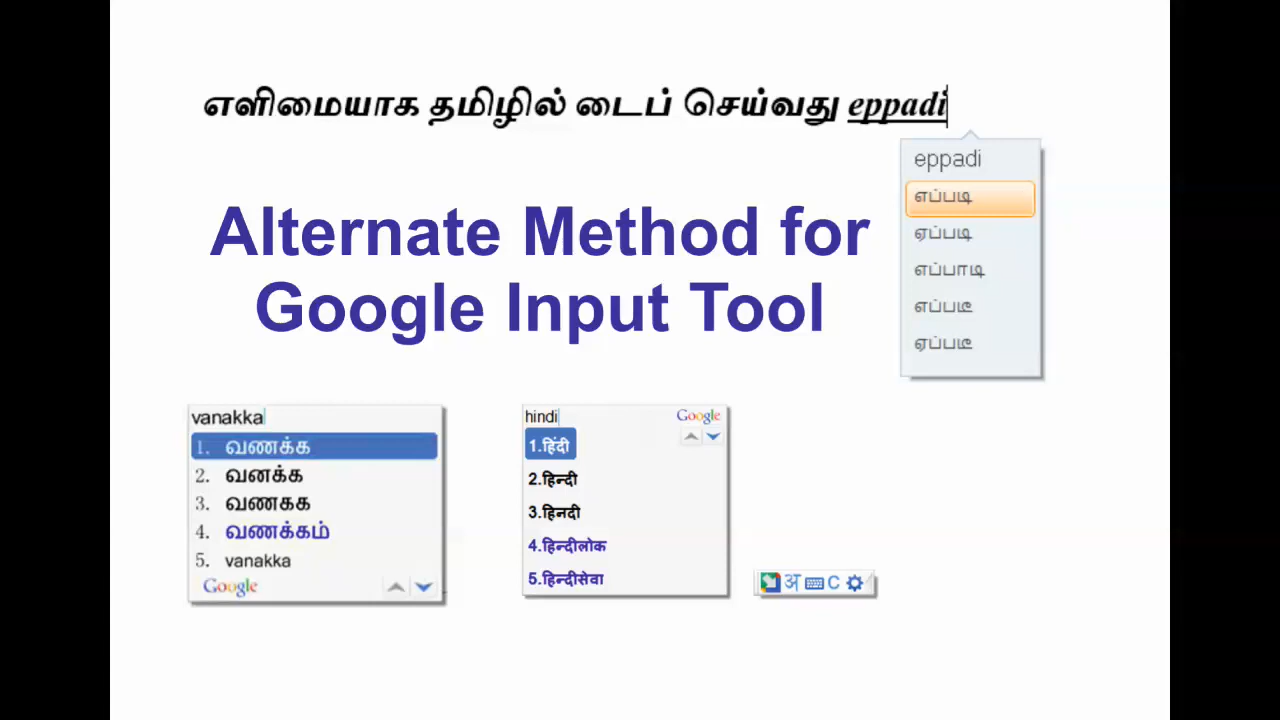 எளிமையாக தமிழில் டைப் செய்வது eppadi
eppadi
எப்படி
ஏப்படி
எப்பாடி
எப்படீ
ஏப்படீ
Alternate Method for
Google Input Tool
vanakka
1. வணக்க
2. வனக்க
3. வணகக
4. வணக்கம்
5. vanakka
Google
hindi
Google
1.हिंदी
2.हिन्दी
3.हिनदी
4.हिन्दीलोक
5.हिन्दीसेवा
अ C